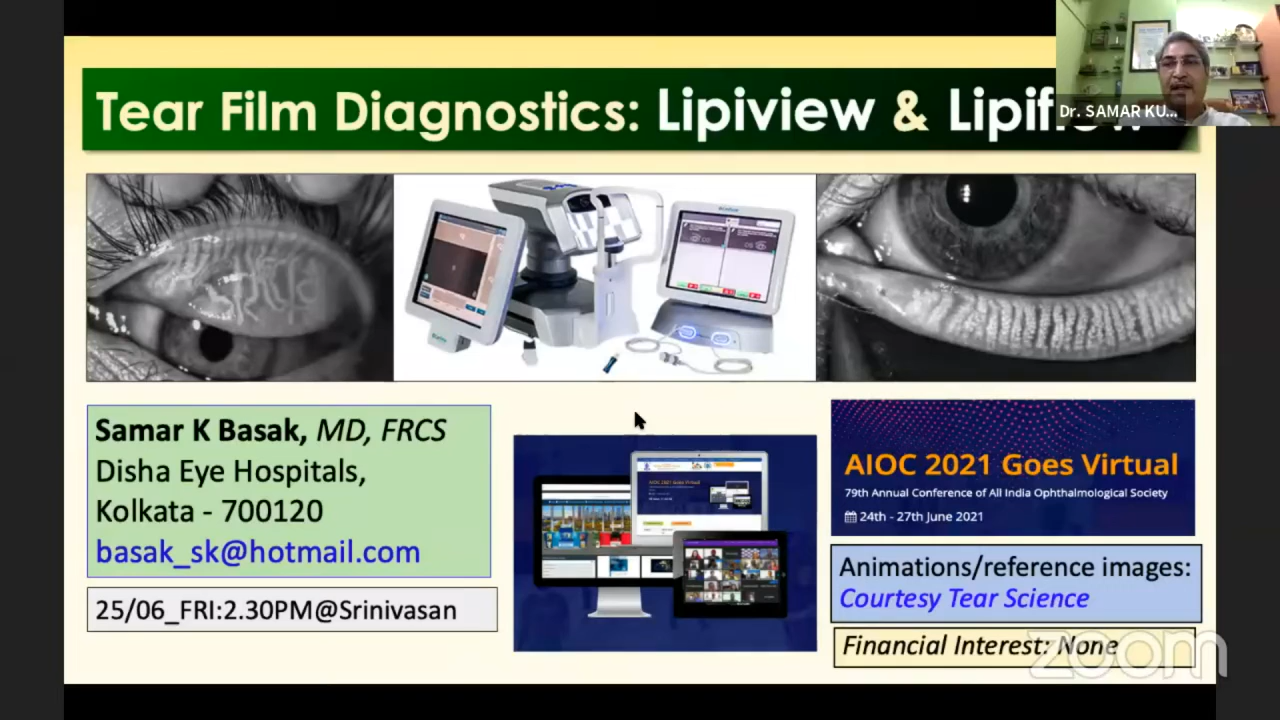 Tear Film Diagnostics: Lipiview & Lipiflow
Dr. SAMAR KU...
Samar K Basak, MD, FRCS
Disha Eye Hospitals,
Kolkata - 700120
basak_sk@hotmail.com
25/06_FRI:2.30PM@Srinivasan
AIOC 2021 Goes Virtual
79th Annual Conference of All India Ophthalmological Society
24th - 27th June 2021
Animations/reference images:
Courtesy Tear Science
Financial Interest: None
zoom